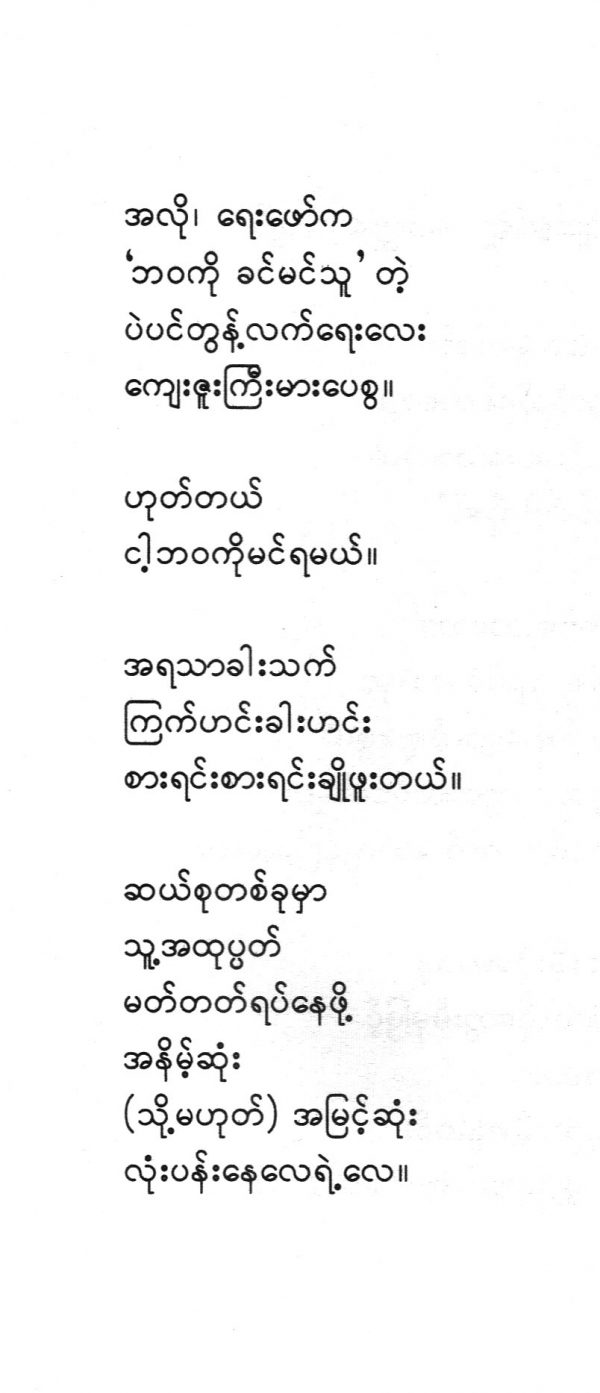 အလို၊ ရေးဖော်က
‘ဘဝကို ခင်မင်သူ’ တဲ့
ပဲပင်တွန့်လက်ရေးလေး
ကျေးဇူးကြီးမားပေစွ။
ဟုတ်တယ်
ငါ့ဘဝကိုမင်ရမယ်။
အရသာခါးသက်
ကြက်ဟင်းခါးဟင်း
စားရင်းစားရင်းချိုဖူးတယ်။
ဆယ်စုတစ်ခုမှာ
သူ့အထုပ္ပတ်
မတ်တတ်ရပ်နေဖို့
အနိမ့်ဆုံး
(သို့မဟုတ်) အမြင့်ဆုံး
လုံးပန်းနေလေရဲ့လေ။